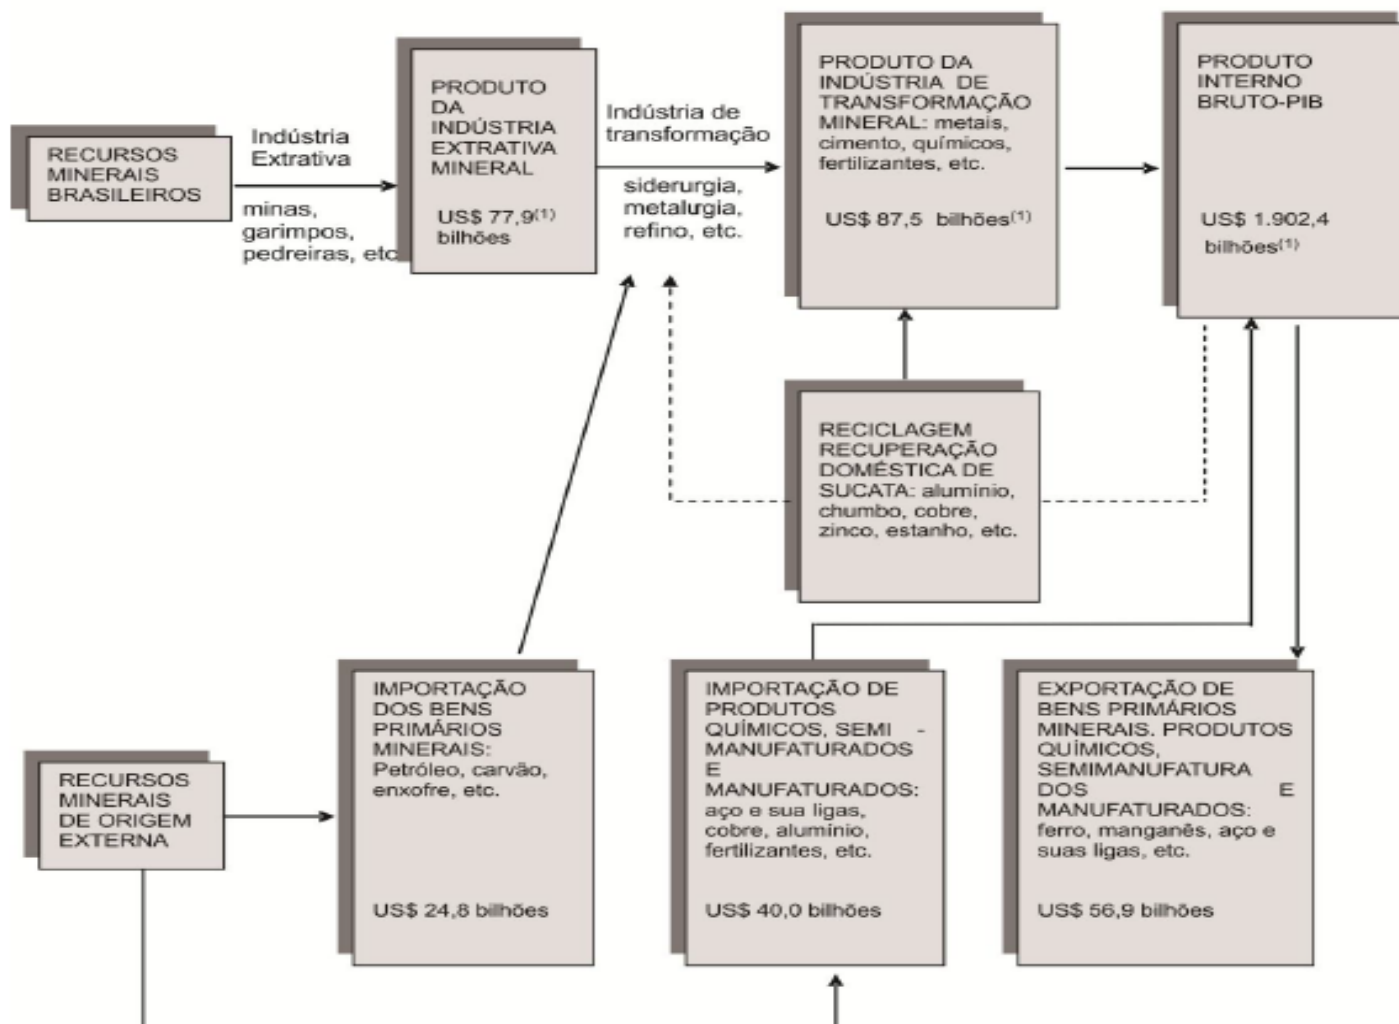 RECURSOS
MINERAIS
BRASILEIROS
Indústria
Extrativa
minas,
garimpos,
pedreiras, etc
PRODUTO
DA
INDÚSTRIA
EXTRATIVA
MINERAL
US$ 77,9(1)
bilhões
Indústria de
transformação
siderurgia,
metalurgia,
refino, etc.
PRODUTO DA
INDÚSTRIA DE
TRANSFORMAÇÃO
MINERAL: metais,
cimento, químicos,
fertilizantes, etc.
US$ 87,5 bilhões(1)
PRODUTO
INTERNO
BRUTO-PIB
US$ 1.902,4
bilhões(1)
RECICLAGEM
RECUPERAÇÃO
DOMÉSTICA DE
SUCATA: alumínio,
chumbo, cobre,
zinco, estanho, etc.
RECURSOS
MINERAIS
DE ORIGEM
EXTERNA
IMPORTAÇÃO
DOS BENS
PRIMÁRIOS
MINERAIS:
Petróleo, carvão,
enxofre, etc.
US$ 24,8 bilhões
IMPORTAÇÃO DE
PRODUTOS
QUÍMICOS, SEMI -
MANUFATURADOS
E
MANUFATURADOS:
aço e sua ligas,
cobre, alumínio,
fertilizantes, etc.
US$ 40,0 bilhões
EXPORTAÇÃO DE
BENS PRIMÁRIOS
MINERAIS. PRODUTOS
QUÍMICOS,
SEMIMANUFATURA
DOS E
MANUFATURADOS:
ferro, manganês, aço e
suas ligas, etc.
US$ 56,9 bilhões